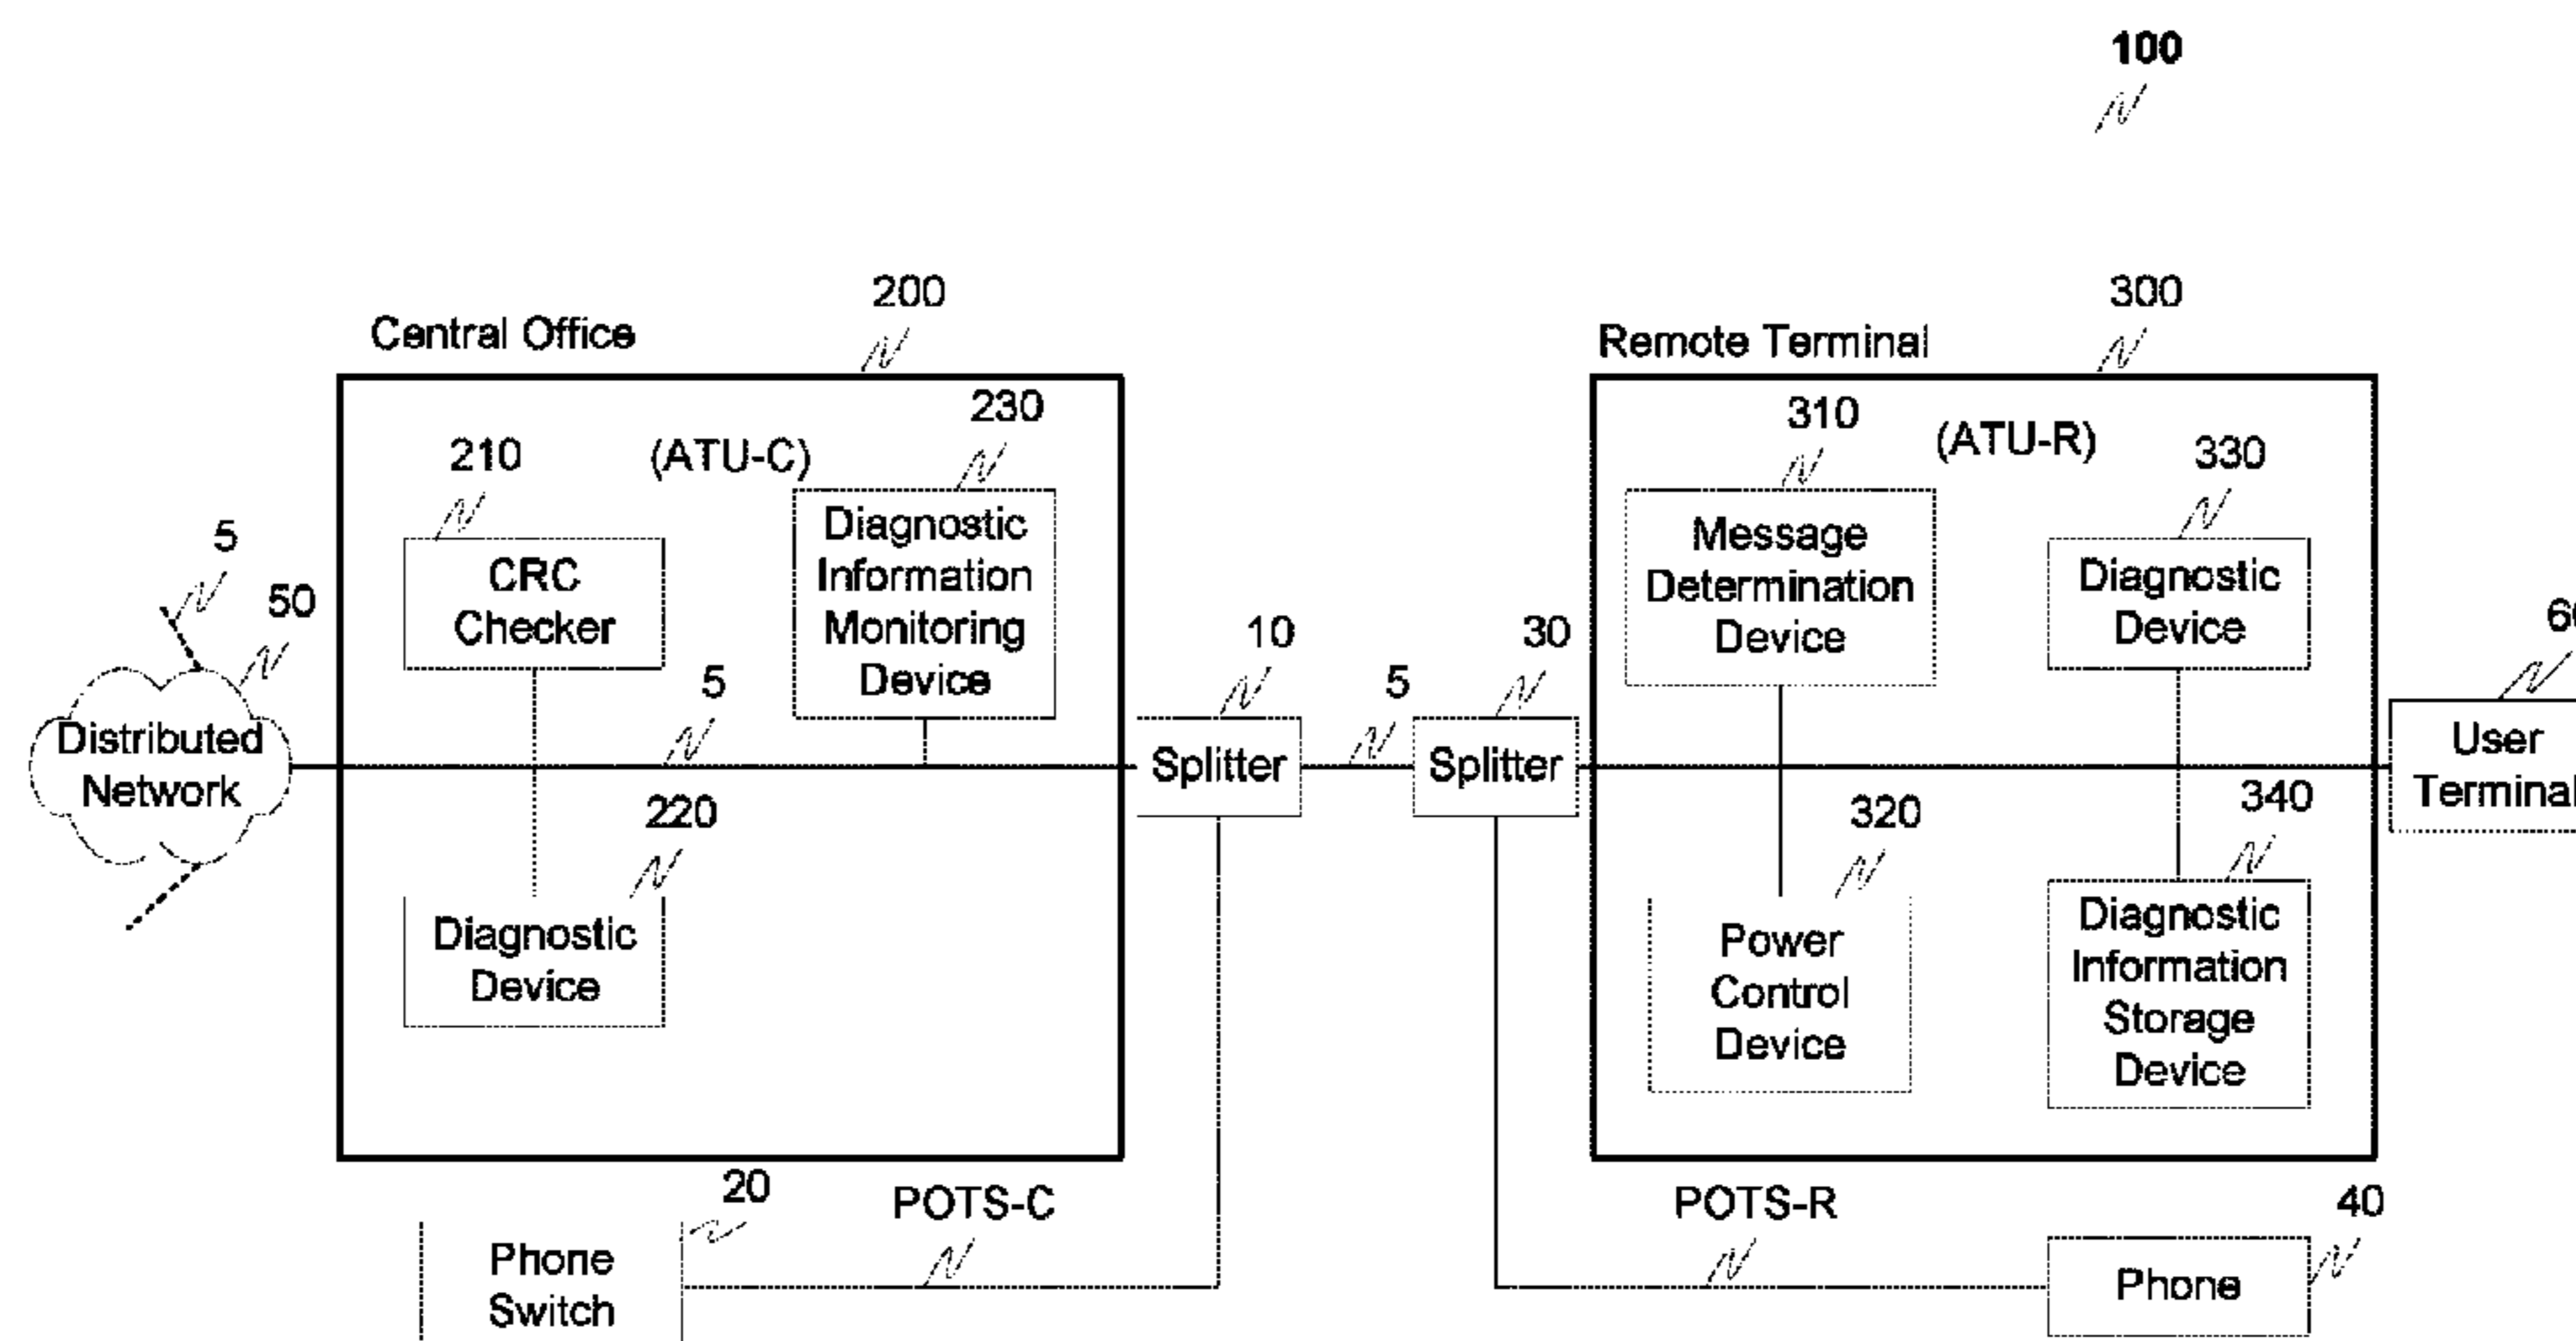 100
200
Central Office
300
Remote Terminal
230
(ATU-C)
210
310
(ATU-R)
330
Diagnostic
Information
Monitoring
Device
CRC
Checker
Message
Determination
Device
Diagnostic
Device
5
50
5
10
5
30
Distributed
Network
Splitter
Splitter
User
Terminal
220
320
340
Diagnostic
Device
Power
Control
Device
Diagnostic
Information
Storage
Device
20
POTS-C
POTS-R
40
Phone
Switch
Phone